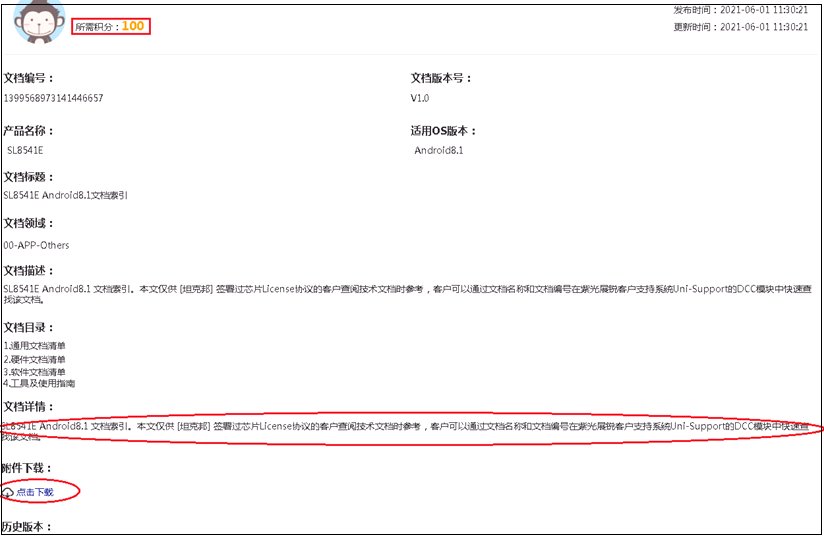 所需积分：100
发布时间：2021-06-01 11:30:21
更新时间：2021-06-01 11:30:21
文档编号：
文档版本号：
1399568973141446657
V1.0
产品名称：
适用OS版本：
SL8541E
Android8.1
文档标题：
SL8541E Android8.1文档索引
文档领域：
00-APP-Others
文档描述：
SL8541E Android8.1 文档索引。本文仅供 [坦克邦] 签署过芯片License协议的客户查阅技术文档时参考，客户可以通过文档名称和文档编号在紫光展锐客户支持系统Uni-Support的DCC模块中快速查
找该文档。
文档目录：
1.通用文档清单
2.硬件文档清单
3.软件文档清单
4.工具及使用指南
文档详情：
SL8541E Android8.1 文档索引。本文仅供 [坦克邦] 签署过芯片License协议的客户查阅技术文档时参考，客户可以通过文档名称和文档编号在紫光展锐客户支持系统Uni-Support的DCC模块中快速查
找该文档。
附件下载：
点击下载
历史版本：